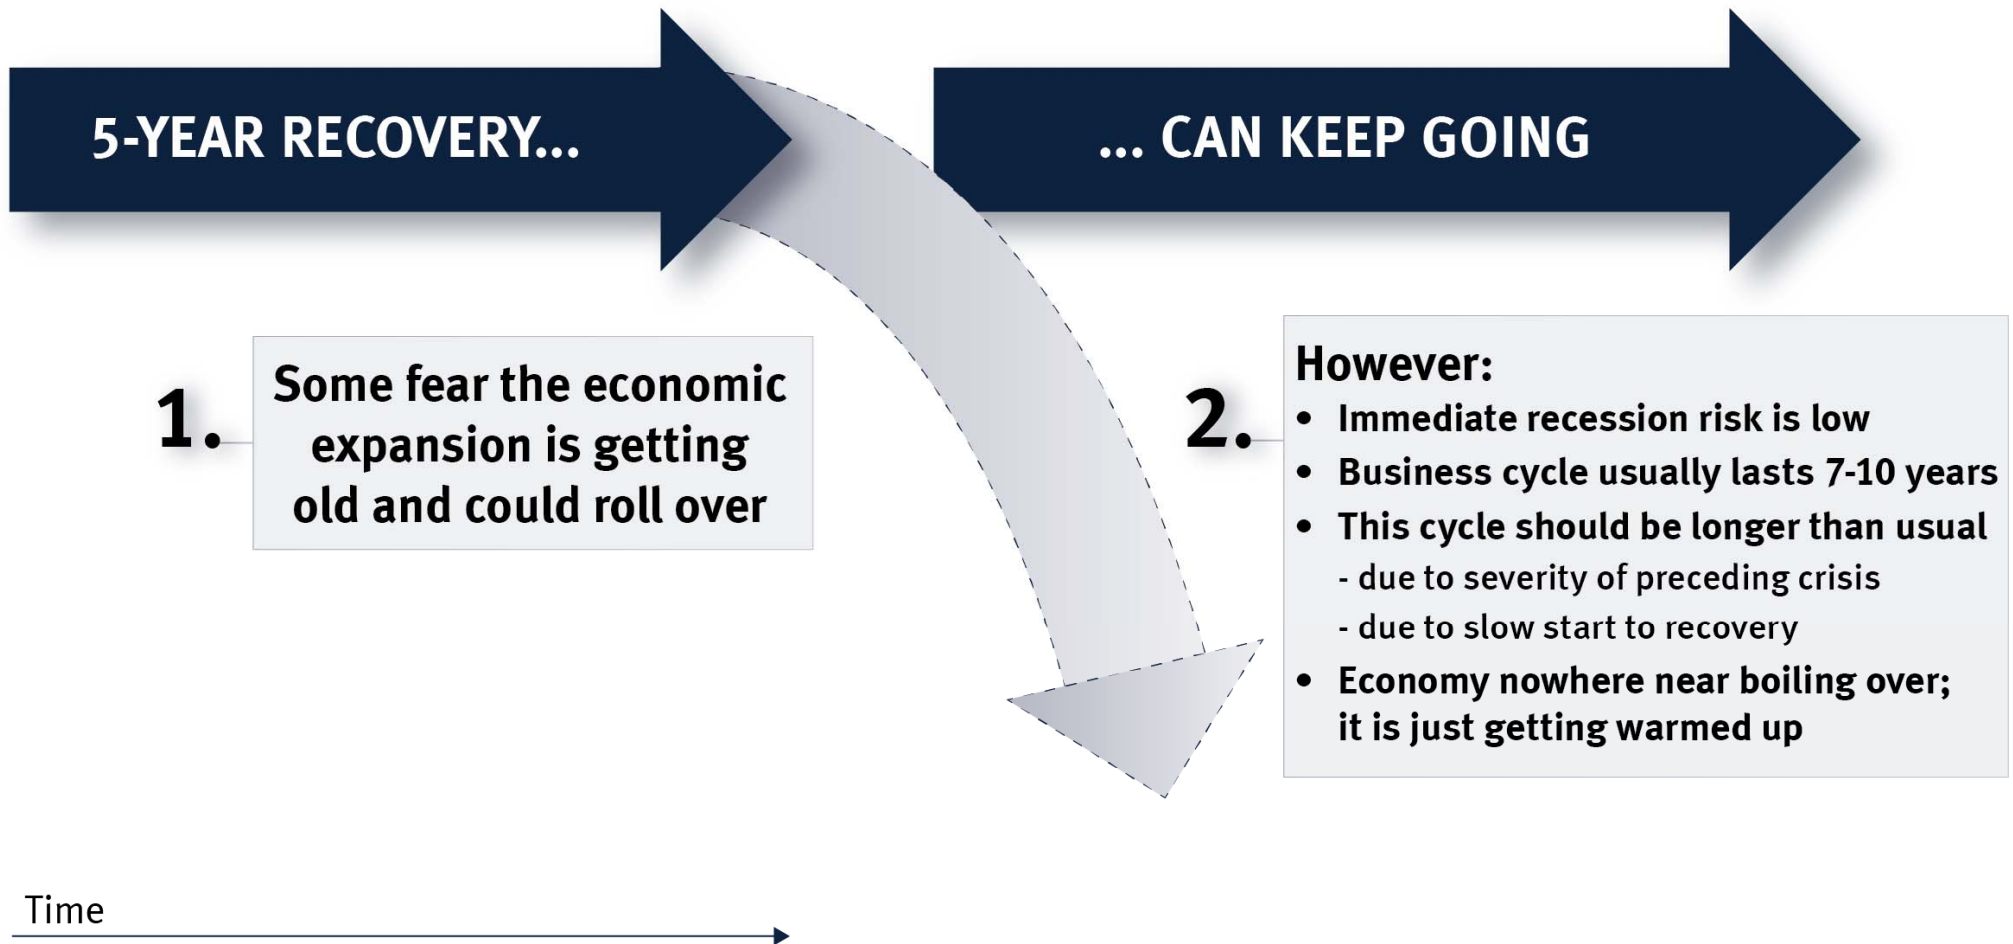 5-YEAR RECOVERY...
... CAN KEEP GOING
1.
Some fear the economic
expansion is getting
old and could roll over
2.
However:
• Immediate recession risk is low
• Business cycle usually lasts 7-10 years
• This cycle should be longer than usual
- due to severity of preceding crisis
- due to slow start to recovery
• Economy nowhere near boiling over;
it is just getting warmed up
Time